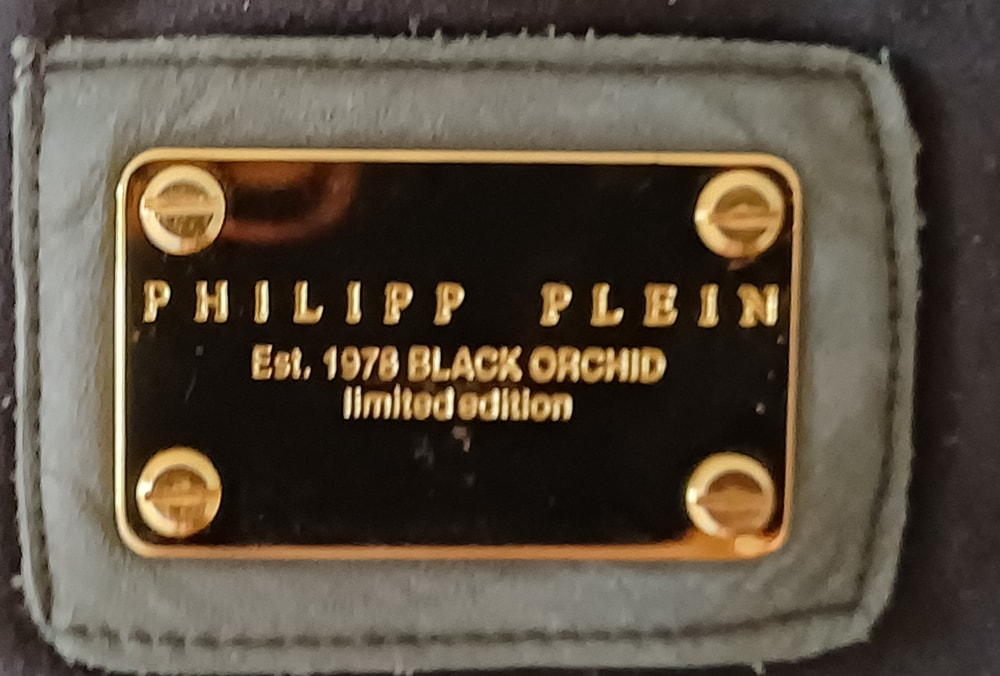 PHILIPP PLEIN
Est. 1978 BLACK ORCHID
limited edition